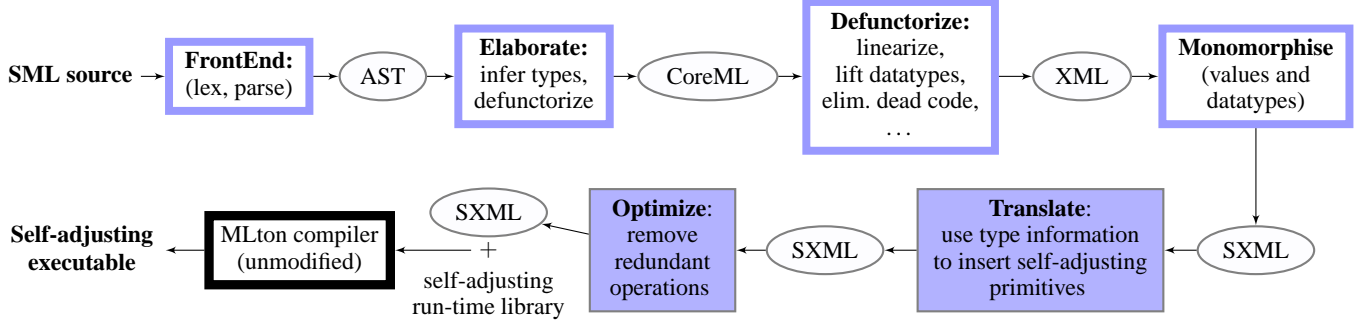 SML source
FrontEnd:
(lex, parse)
AST
Elaborate:
infer types,
defunctorize
CoreML
Defunctorize:
linearize,
lift datatypes,
elim. dead code,
. . .
XML
Monomorphise
(values and
datatypes)
Self-adjusting
executable
MLton compiler
(unmodified)
SXML
+
self-adjusting
run-time library
Optimize:
remove
redundant
operations
SXML
Translate:
use type information
to insert self-adjusting
primitives
SXML